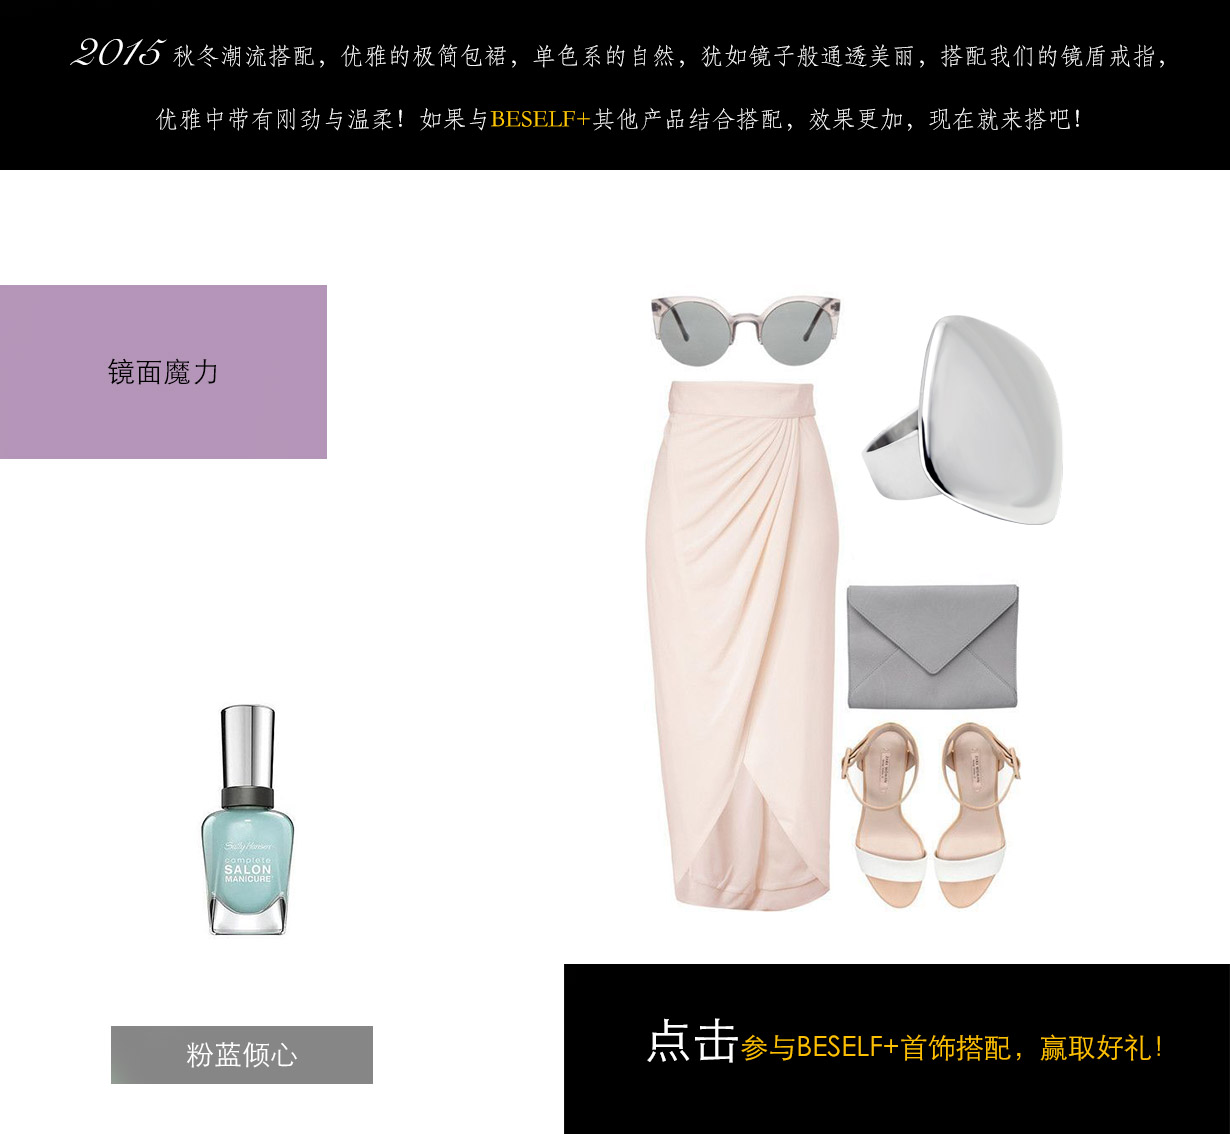 2015 秋冬潮流搭配，优雅的极简包裙，单色系的自然，犹如镜子般通透美丽，搭配我们的镜盾戒指，
优雅中带有刚劲与温柔！如果与BESELF+其他产品结合搭配，效果更加，现在就来搭吧！
镜面魔力
Sally Hansen
complete
SALON
MANICURE
粉蓝倾心
点击参与BESELF+首饰搭配，赢取好礼！